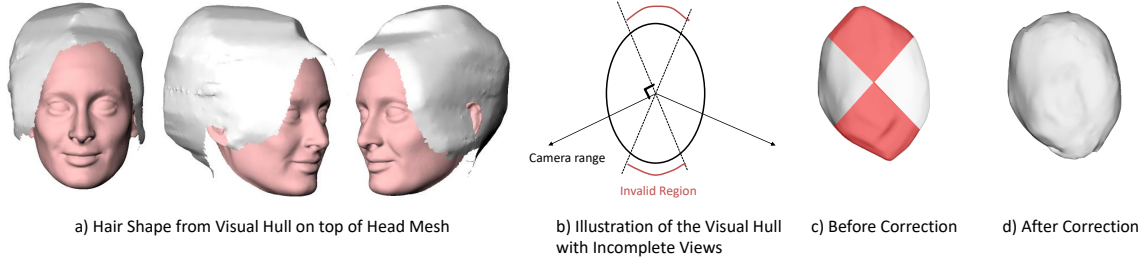 Camera range
Invalid Region
a) Hair Shape from Visual Hull on top of Head Mesh
b) Illustration of the Visual Hull
with Incomplete Views
c) Before Correction
d) After Correction